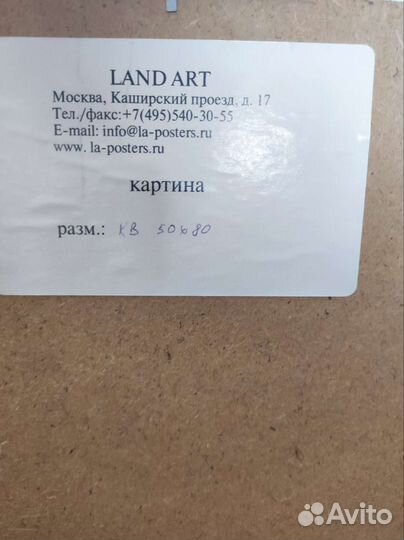 LAND ART
Москва, Каширский проезд, д. 17
Тел./факс:+7(495)540-30-55
E-mail: info@la-posters.ru
www. la-posters.ru
картина
разм.: КВ 50x80
Avito